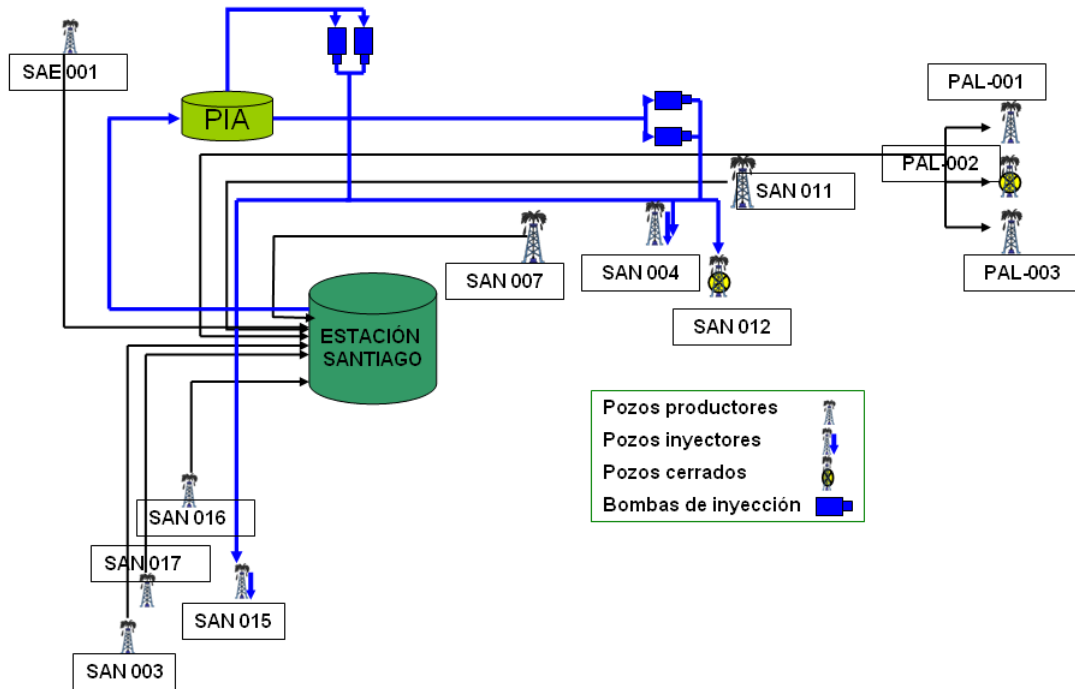 SAE 001
PIA
PAL-001
PAL-002
SAN 011
SAN 007
SAN 004
PAL-003
SAN 012
ESTACIÓN
SANTIAGO
Pozos productores
Pozos inyectores
Pozos cerrados
Bombas de inyección
SAN 016
SAN 017
SAN 015
SAN 003